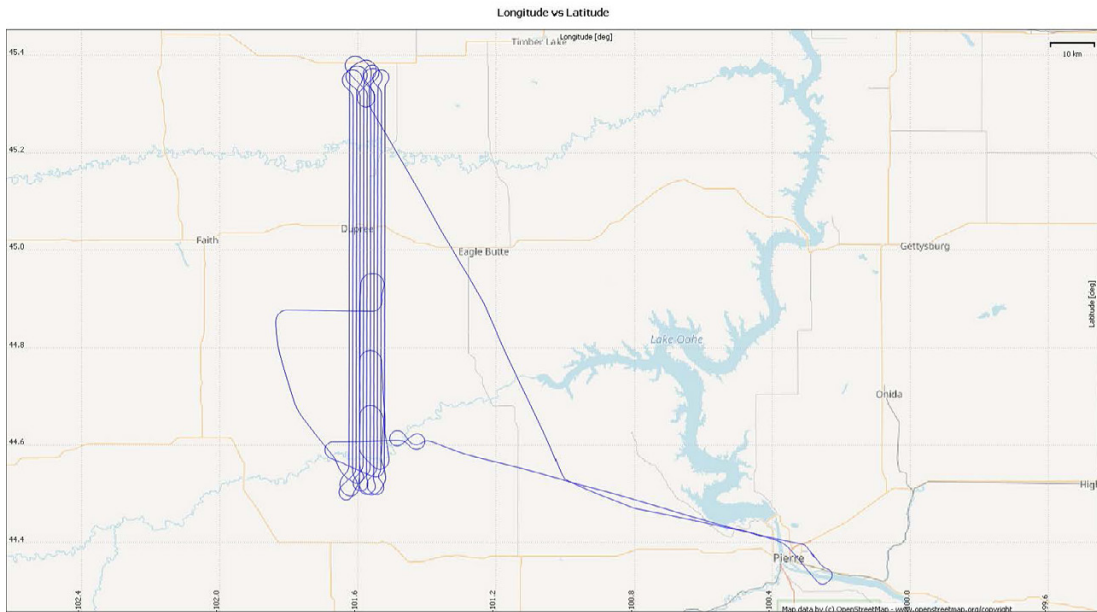 Longitude vs Latitude
45.4
Timber Lake
Longitude [deg]
10 km
45.2
Faith
Dupree
45.0
Eagle Butte
Gettysburg
Latitude [deg]
44.8
Lake Oahe
Onida
44.6
High
44.4
Pierre
-102.4
-102.0
-101.6
-101.2
-100.8
-100.4
-100.0
-99.6
Map data by (c) OpenStreetMap - www.openstreetmap.org/copyright